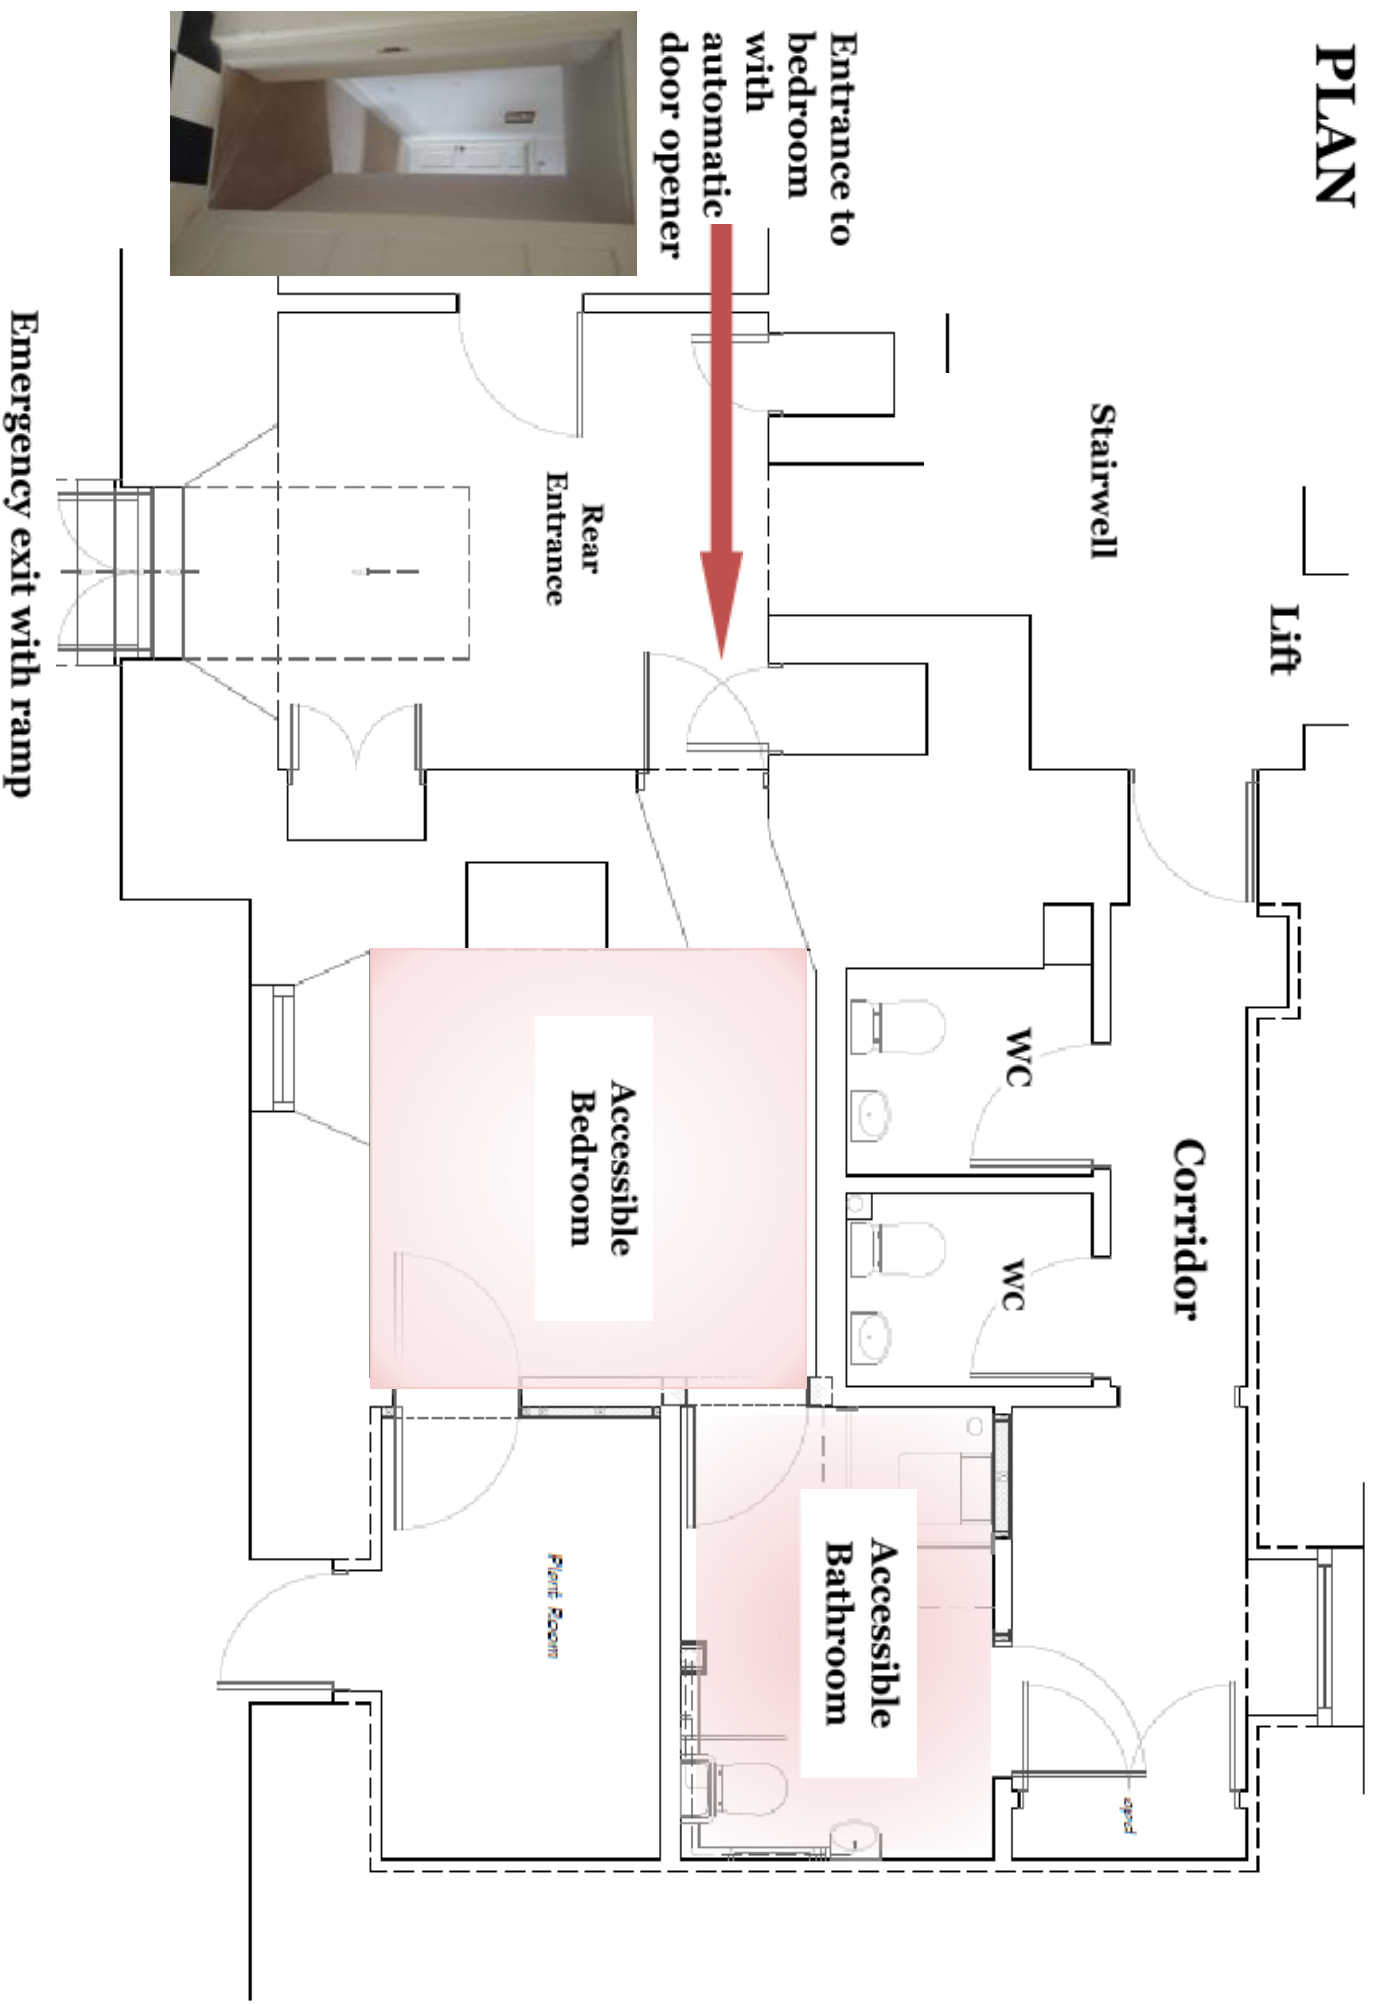 PLAN
Entrance to
bedroom
with
automatic
door opener
Stairwell
Lift
Rear
Entrance
Emergency exit with ramp
WC
WC
Corridor
Accessible
Bedroom
Accessible
Bathroom
Plant Room